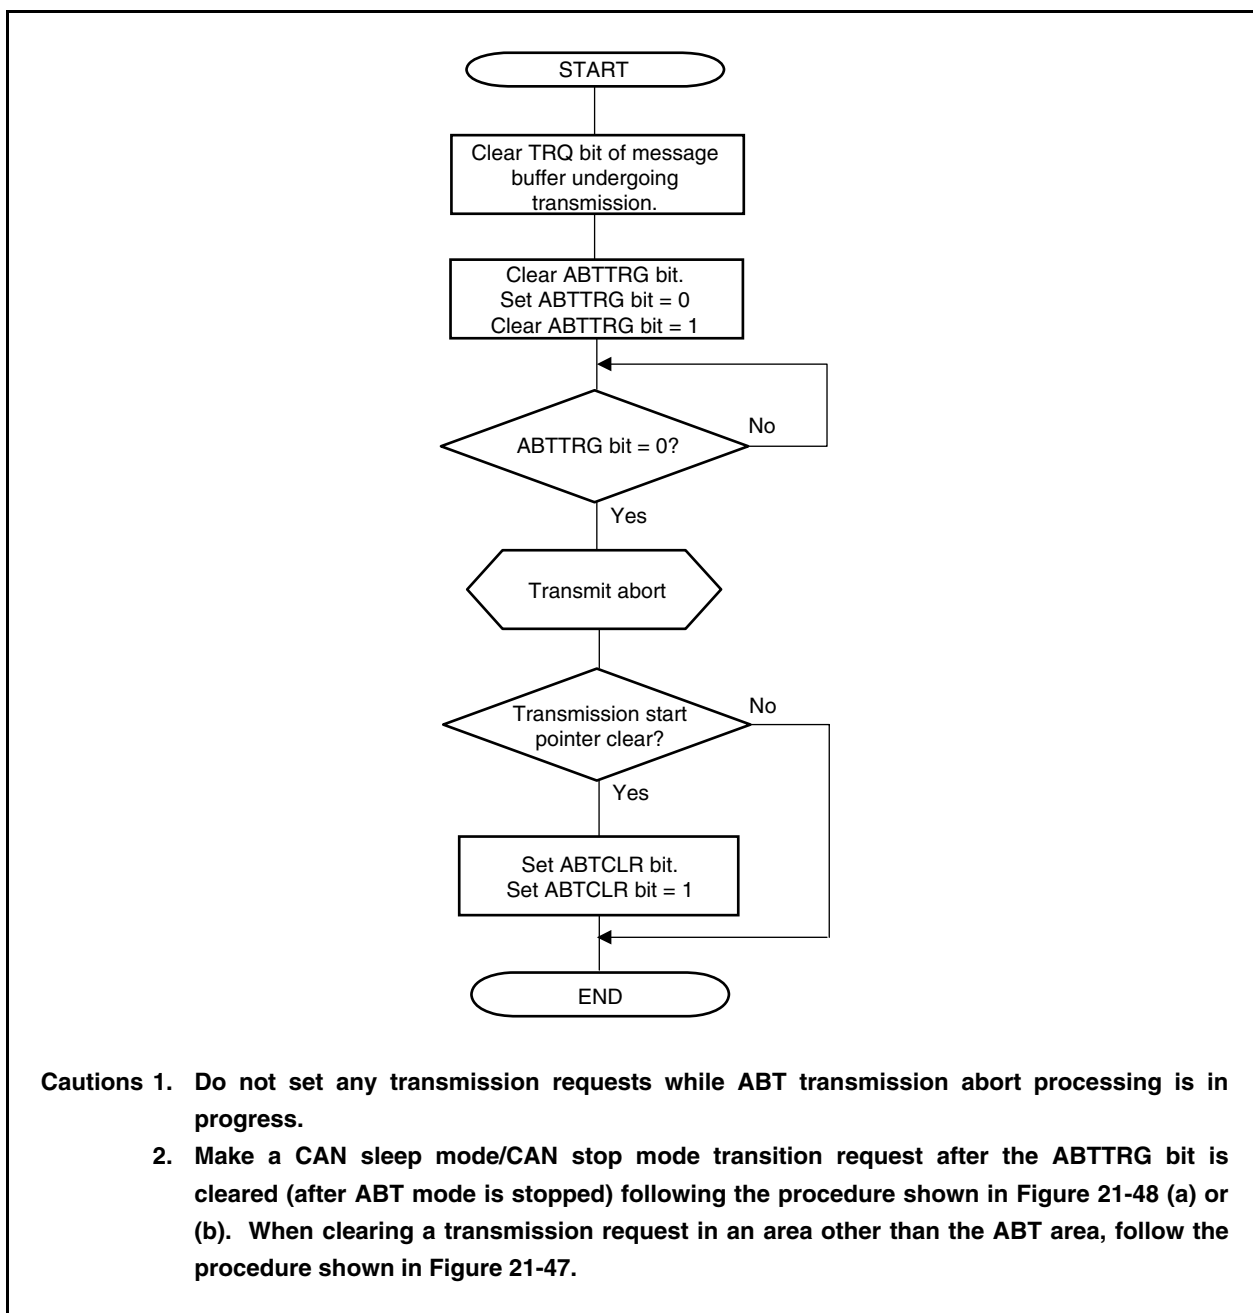 START
Clear TRQ bit of message
buffer undergoing
transmission.
Clear ABTTRG bit.
Set ABTTRG bit = 0
Clear ABTTRG bit = 1
No
ABTTRG bit = 0?
Yes
Transmit abort
No
Transmission start
pointer clear?
Yes
Set ABTCLR bit.
Set ABTCLR bit = 1
END
Cautions 1. Do not set any transmission requests while ABT transmission abort processing is in
progress.
2. Make a CAN sleep mode/CAN stop mode transition request after the ABTTRG bit is
cleared (after ABT mode is stopped) following the procedure shown in Figure 21-48 (a) or
(b). When clearing a transmission request in an area other than the ABT area, follow the
procedure shown in Figure 21-47.